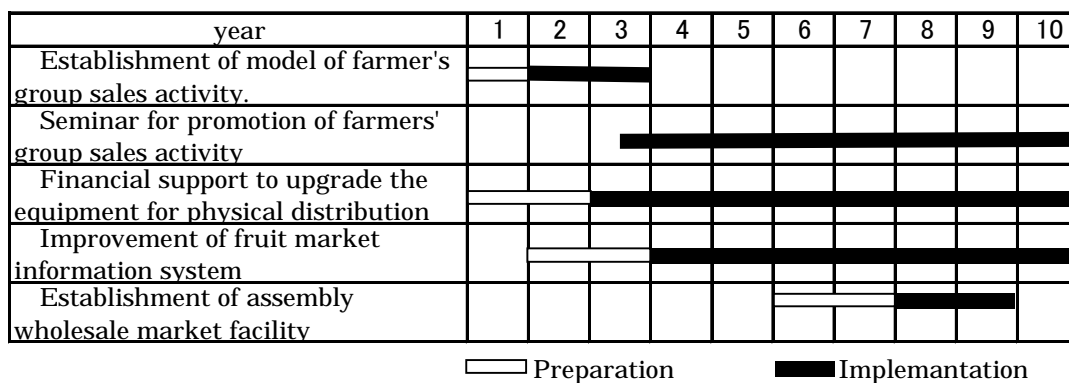 year 1 2 3 4 5 6 7 8 9 10
Establishment of model of farmer's
group sales activity.
Seminar for promotion of farmers'
group sales activity
Financial support to upgrade the
equipment for physical distribution
Improvement of fruit market
information system
Establishment of assembly
wholesale market facility
Preparation Implemantation